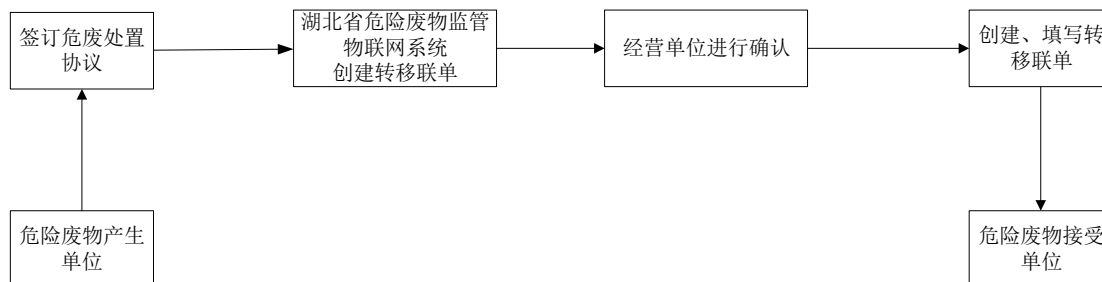 签订危废处置
协议
湖北省危险废物监管
物联网系统
创建转移联单
经营单位进行确认
创建、填写转
移联单
危险废物产生
单位
危险废物接受
单位